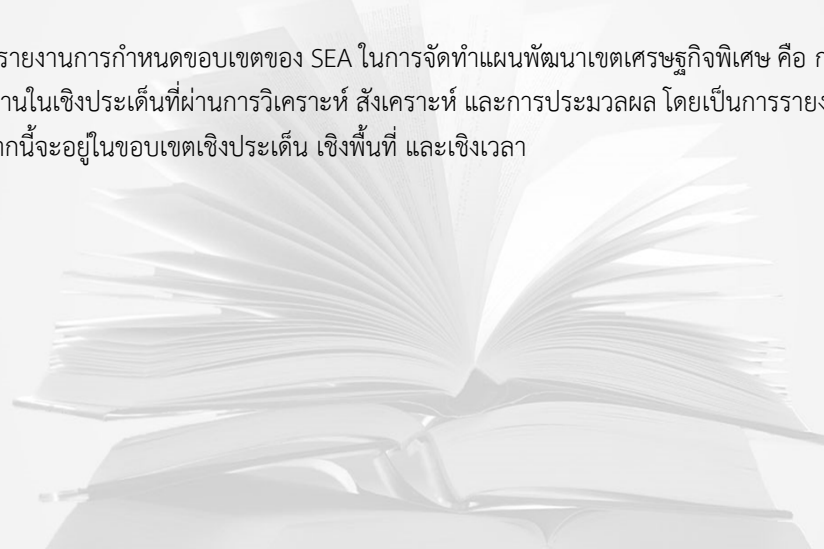 รายงานการกำหนดขอบเขตของ SEA ในการจัดทำแผนพัฒนาเขตเศรษฐกิจพิเศษ คือ
านในเชิงประเด็นที่ผ่านการวิเคราะห์ สังเคราะห์ และการประมวลผล โดยเป็นการรายง
ากนี้จะอยู่ในขอบเขตเชิงประเด็น เชิงพื้นที่ และเชิงเวลา